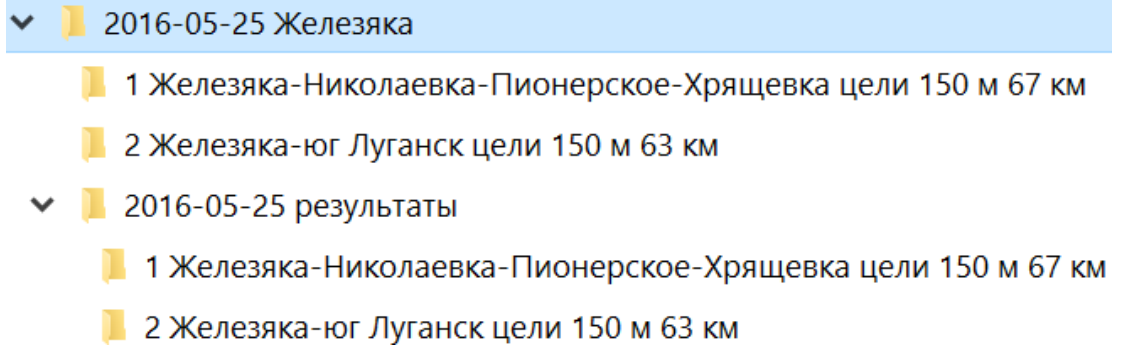 2016-05-25 Железяка
1 Железяка-Николаевка-Пионерское-Хрящевка цели 150 м 67 км
2 Железяка-юг Луганск цели 150 м 63 км
2016-05-25 результаты
1 Железяка-Николаевка-Пионерское-Хрящевка цели 150 м 67 км
2 Железяка-юг Луганск цели 150 м 63 км